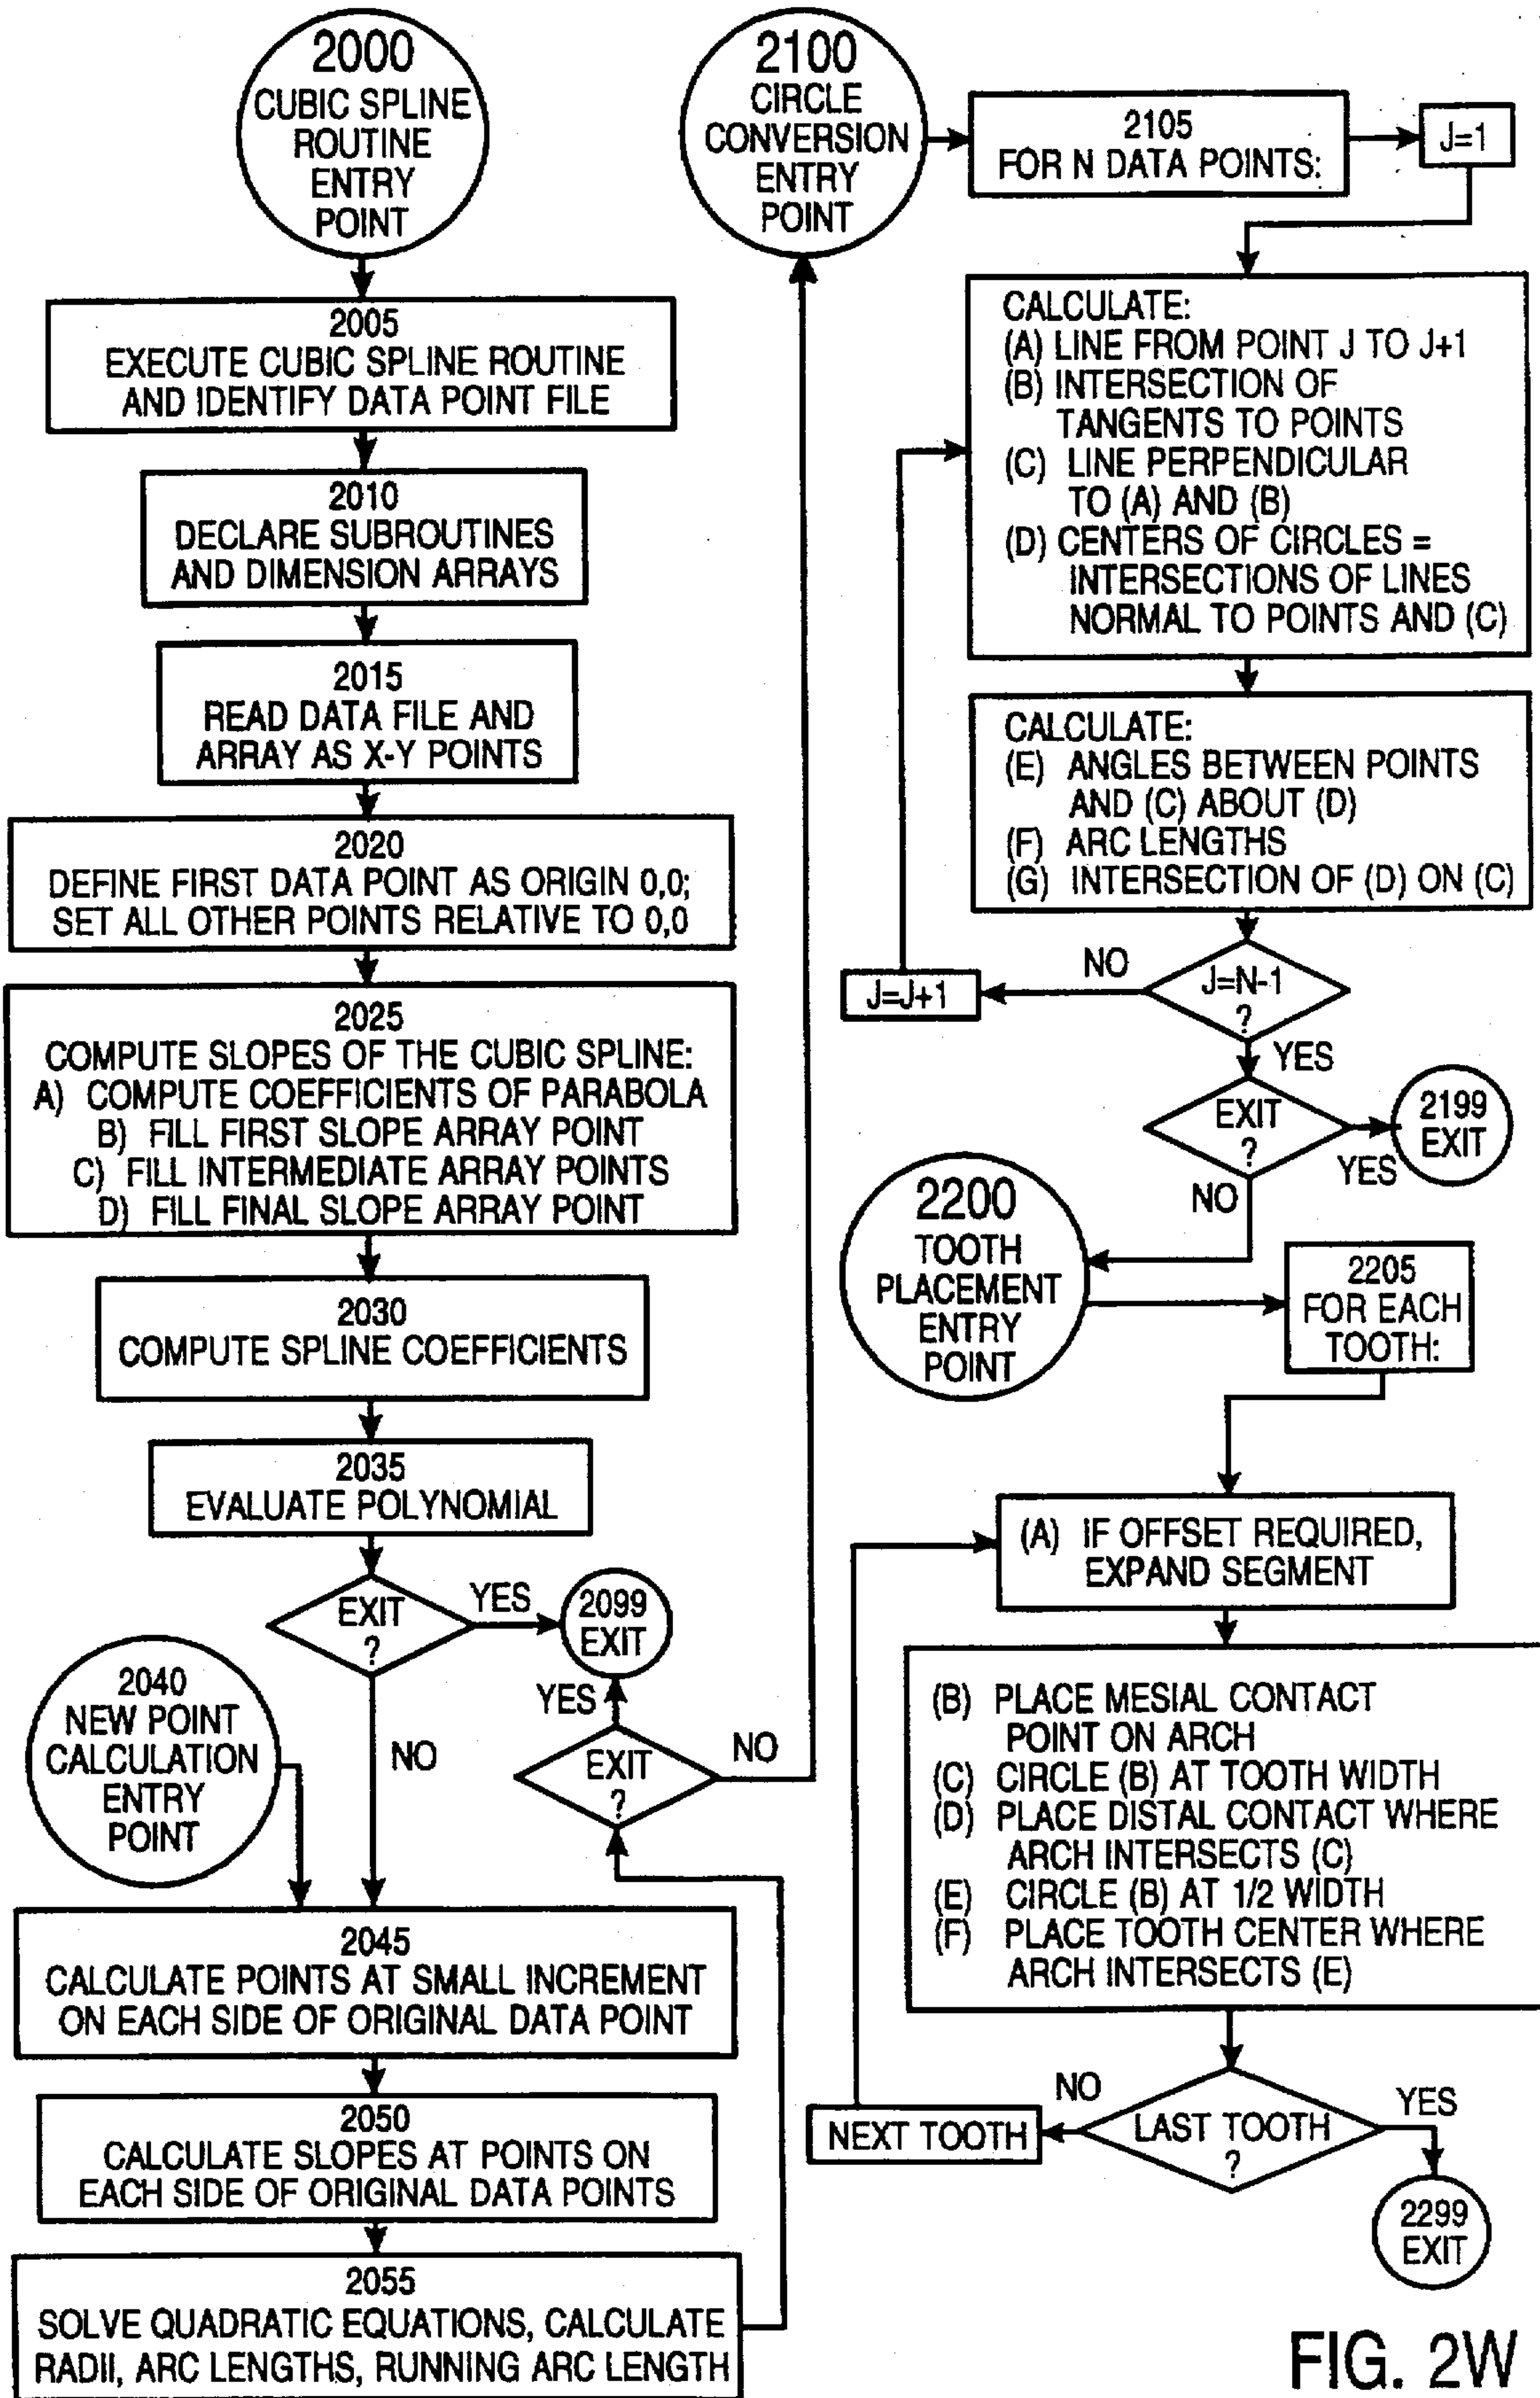 2000
CUBIC SPLINE
ROUTINE
ENTRY
POINT
2005
EXECUTE CUBIC SPLINE ROUTINE
AND IDENTIFY DATA POINT FILE
2010
DECLARE SUBROUTINES
AND DIMENSION ARRAYS
2015
READ DATA FILE AND
ARRAY AS X-Y POINTS
2020
DEFINE FIRST DATA POINT AS ORIGIN 0,0;
SET ALL OTHER POINTS RELATIVE TO 0,0
2025
COMPUTE SLOPES OF THE CUBIC SPLINE:
A) COMPUTE COEFFICIENTS OF PARABOLA
B) FILL FIRST SLOPE ARRAY POINT
C) FILL INTERMEDIATE ARRAY POINTS
D) FILL FINAL SLOPE ARRAY POINT
2030
COMPUTE SPLINE COEFFICIENTS
2035
EVALUATE POLYNOMIAL
EXIT
?
YES
2099
EXIT
NO
2040
NEW POINT
CALCULATION
ENTRY
POINT
YES
EXIT
?
NO
2045
CALCULATE POINTS AT SMALL INCREMENT
ON EACH SIDE OF ORIGINAL DATA POINT
2050
CALCULATE SLOPES AT POINTS ON
EACH SIDE OF ORIGINAL DATA POINTS
2055
SOLVE QUADRATIC EQUATIONS, CALCULATE
RADII, ARC LENGTHS, RUNNING ARC LENGTH
2100
CIRCLE
CONVERSION
ENTRY
POINT
2105
FOR N DATA POINTS:
J=1
CALCULATE:
(A) LINE FROM POINT J TO J+1
(B) INTERSECTION OF
TANGENTS TO POINTS
(C) LINE PERPENDICULAR
TO (A) AND (B)
(D) CENTERS OF CIRCLES =
INTERSECTIONS OF LINES
NORMAL TO POINTS AND (C)
CALCULATE:
(E) ANGLES BETWEEN POINTS
AND (C) ABOUT (D)
(F) ARC LENGTHS
(G) INTERSECTION OF (D) ON (C)
J=N-1
?
NO
J=J+1
YES
EXIT
?
YES
2199
EXIT
NO
2200
TOOTH
PLACEMENT
ENTRY
POINT
2205
FOR EACH
TOOTH:
(A) IF OFFSET REQUIRED,
EXPAND SEGMENT
(B) PLACE MESIAL CONTACT
POINT ON ARCH
(C) CIRCLE (B) AT TOOTH WIDTH
(D) PLACE DISTAL CONTACT WHERE
ARCH INTERSECTS (C)
(E) CIRCLE (B) AT 1/2 WIDTH
(F) PLACE TOOTH CENTER WHERE
ARCH INTERSECTS (E)
LAST TOOTH
?
NO
NEXT TOOTH
YES
2299
EXIT
FIG. 2W